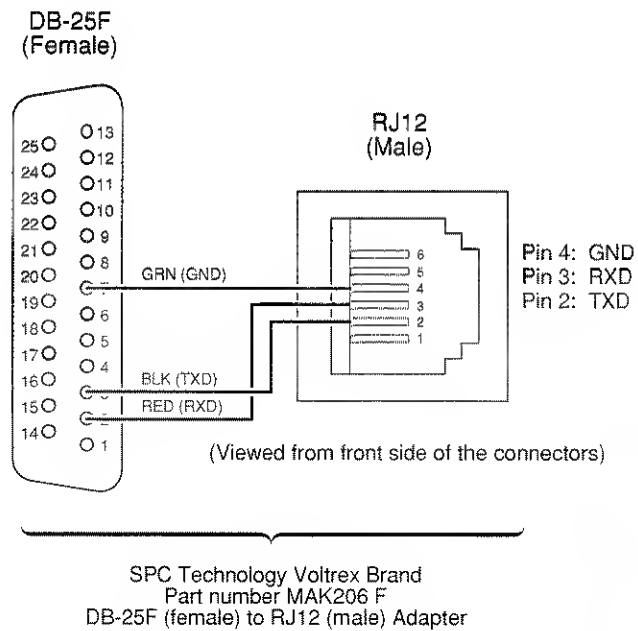 DB-25F
(Female)
13
25
12
24
11
23
10
22
9
21
8
20
19
6
18
5
17
4
16
15
14
1
GRN (GND)
BLK (TXD)
RED (RXD)
RJ12
(Male)
6
5
4
3
2
1
Pin 4: GND
Pin 3: RXD
Pin 2: TXD
(Viewed from front side of the connectors)
SPC Technology Voltrex Brand
Part number MAK206 F
DB-25F (female) to RJ12 (male) Adapter